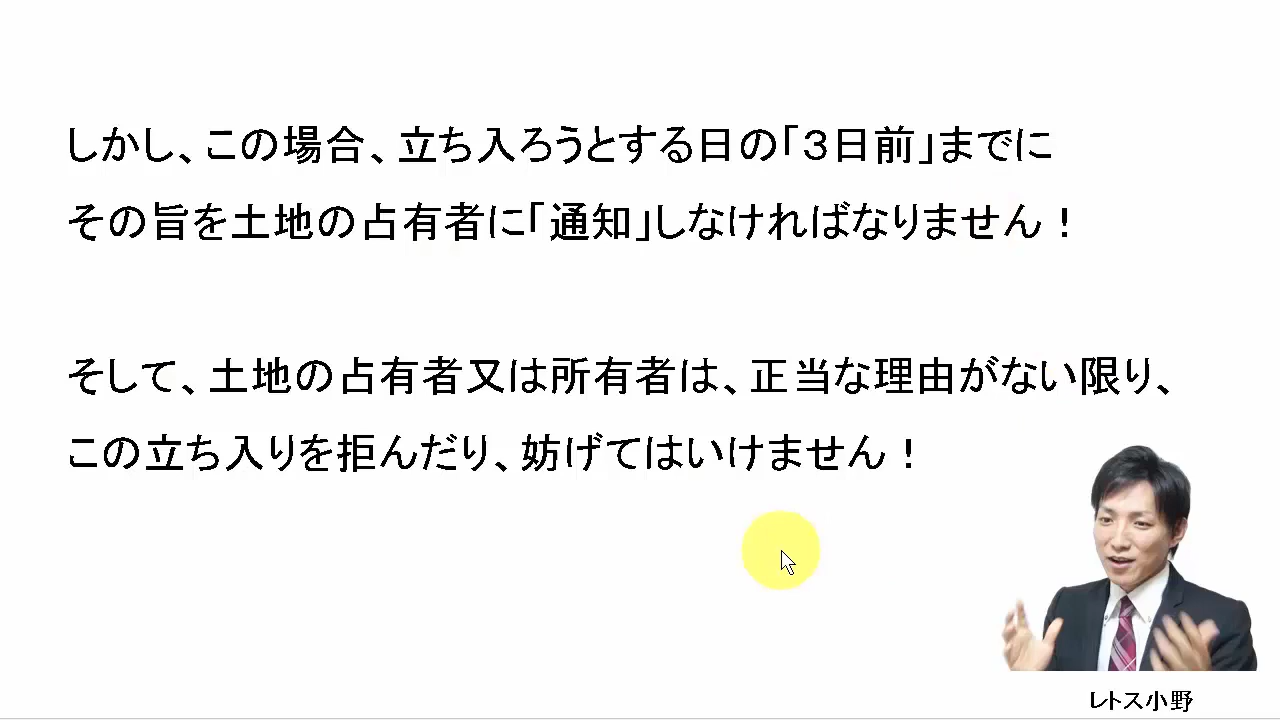 しかし、この場合、立ち入ろうとする日の「３日前」までに
その旨を土地の占有者に「通知」しなければなりません！
そして、土地の占有者又は所有者は、正当な理由がない限り、
この立ち入りを拒んだり、妨げてはいけません！
レトス小野